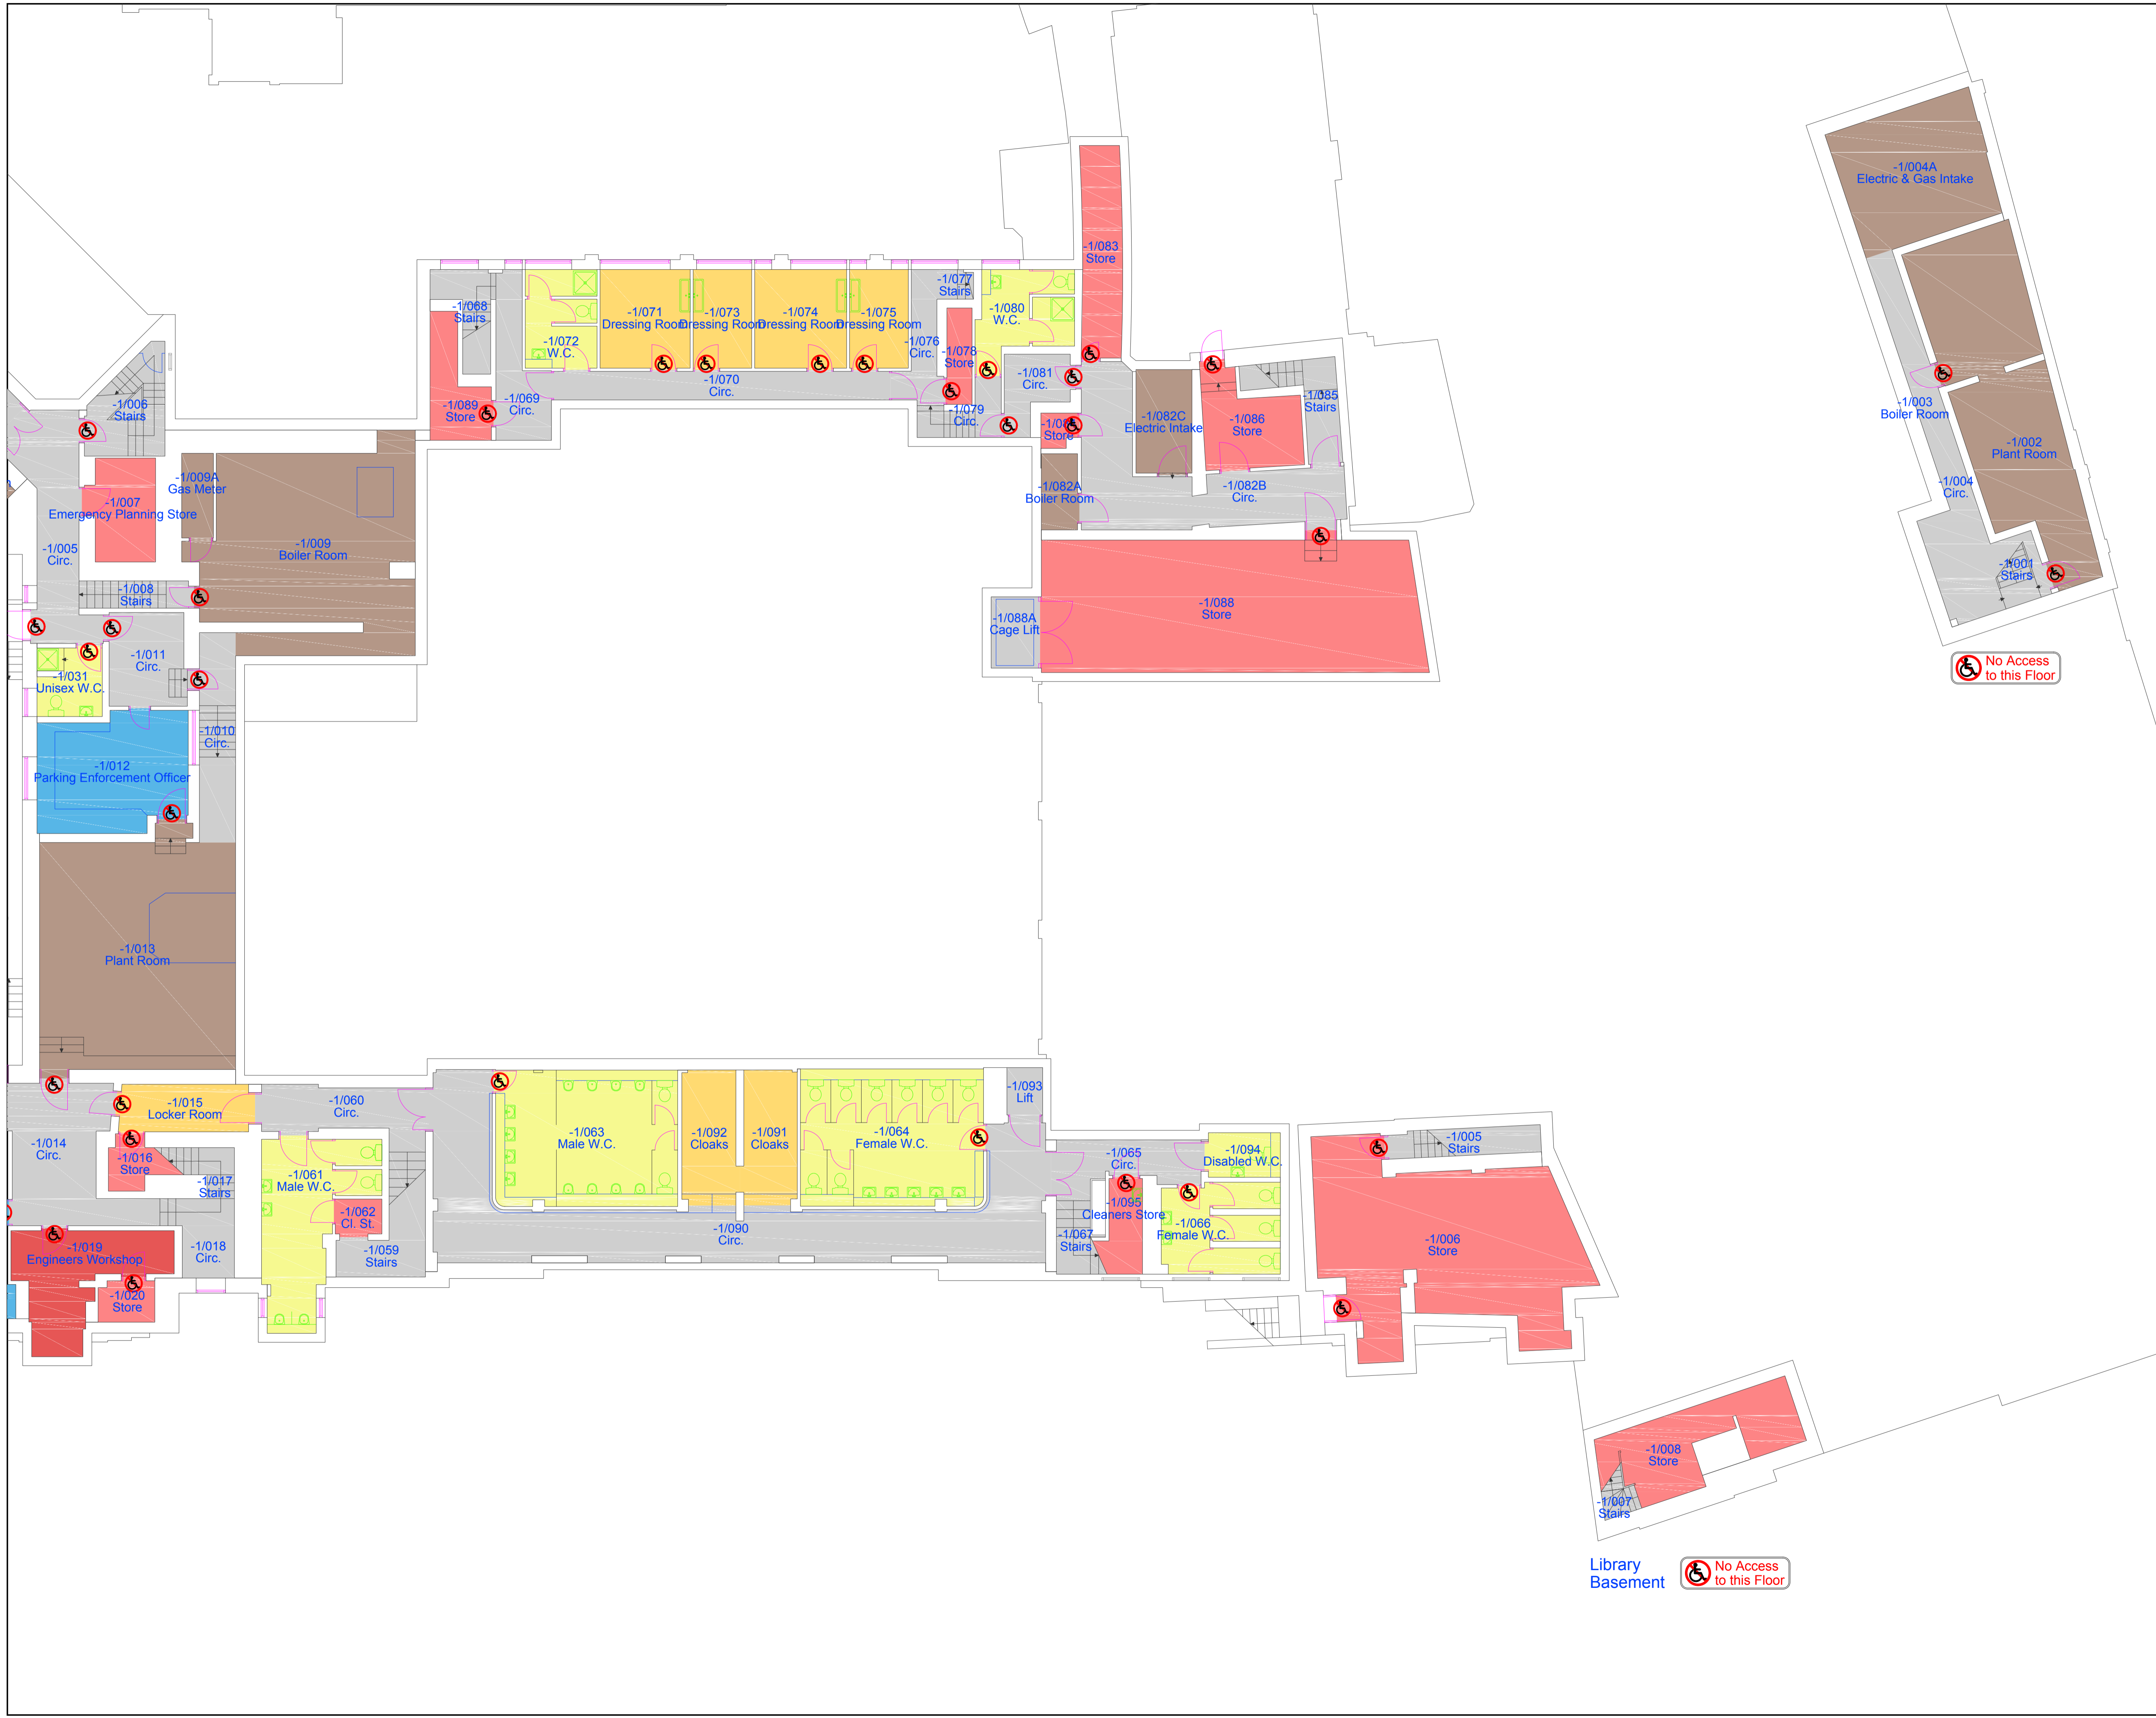 -1/004A
Electric & Gas Intake
-1/083
Store
-1/077
Stairs
-1/068
Stairs
-1/071
Dressing Room
-1/073
Dressing Room
-1/074
Dressing Room
-1/075
Dressing Room
-1/080
W.C.
-1/072
W.C.
-1/076
Circ.
-1/078
Store
-1/081
Circ.
-1/070
Circ.
-1/069
Circ.
-1/089
Store
-1/079
Circ.
Store
-1/082C
Electric Intake
-1/086
Store
-1/085
Stairs
-1/003
Boiler Room
-1/002
Plant Room
-1/006
Stairs
-1/009A
Gas Meter
-1/007
Emergency Planning Store
-1/082A
Boiler Room
-1/082B
Circ.
-1/004
Circ.
-1/005
Circ.
-1/009
Boiler Room
-1/008
Stairs
-1/001
Stairs
-1/088
Store
-1/088A
Cage Lift
-1/011
Circ.
-1/031
Unisex W.C.
No Access
to this Floor
-1/010
Circ.
-1/012
Parking Enforcement Officer
-1/013
Plant Room
-1/015
Locker Room
-1/060
Circ.
-1/093
Lift
-1/014
Circ.
-1/016
Store
-1/017
Stairs
-1/061
Male W.C.
-1/063
Male W.C.
-1/092
Cloaks
-1/091
Cloaks
-1/064
Female W.C.
-1/065
Circ.
-1/094
Disabled W.C.
-1/005
Stairs
-1/062
Cl. St.
-1/095
Cleaners Store
-1/066
Female W.C.
-1/090
Circ.
-1/067
Stairs
-1/006
Store
-1/019
Engineers Workshop
-1/018
Circ.
-1/059
Stairs
-1/020
Store
-1/008
Store
-1/007
Stairs
Library
Basement
No Access
to this Floor